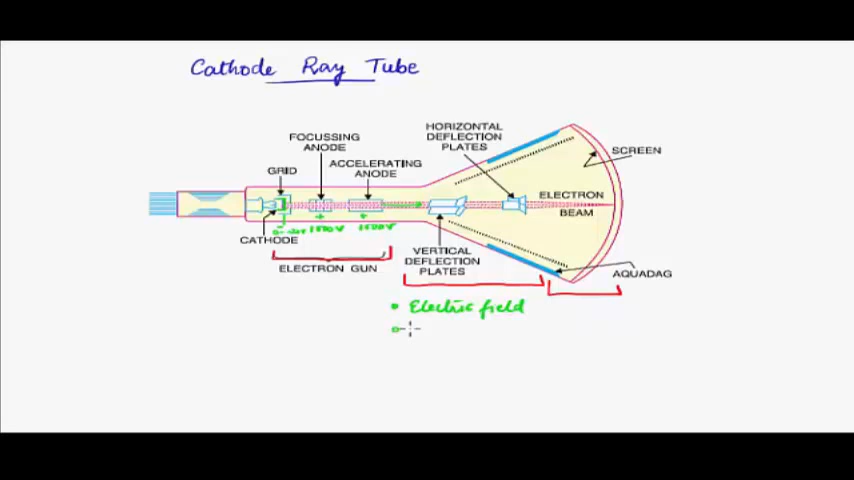 Cathode Ray Tube
HORIZONTAL
DEFLECTION
PLATES
FOCUSSING
ANODE
SCREEN
ACCELERATING
ANODE
GRID
ELECTRON
BEAM
CATHODE
1500V
VERTICAL
DEFLECTION
PLATES
ELECTRON GUN
AQUADAG
• Electric field